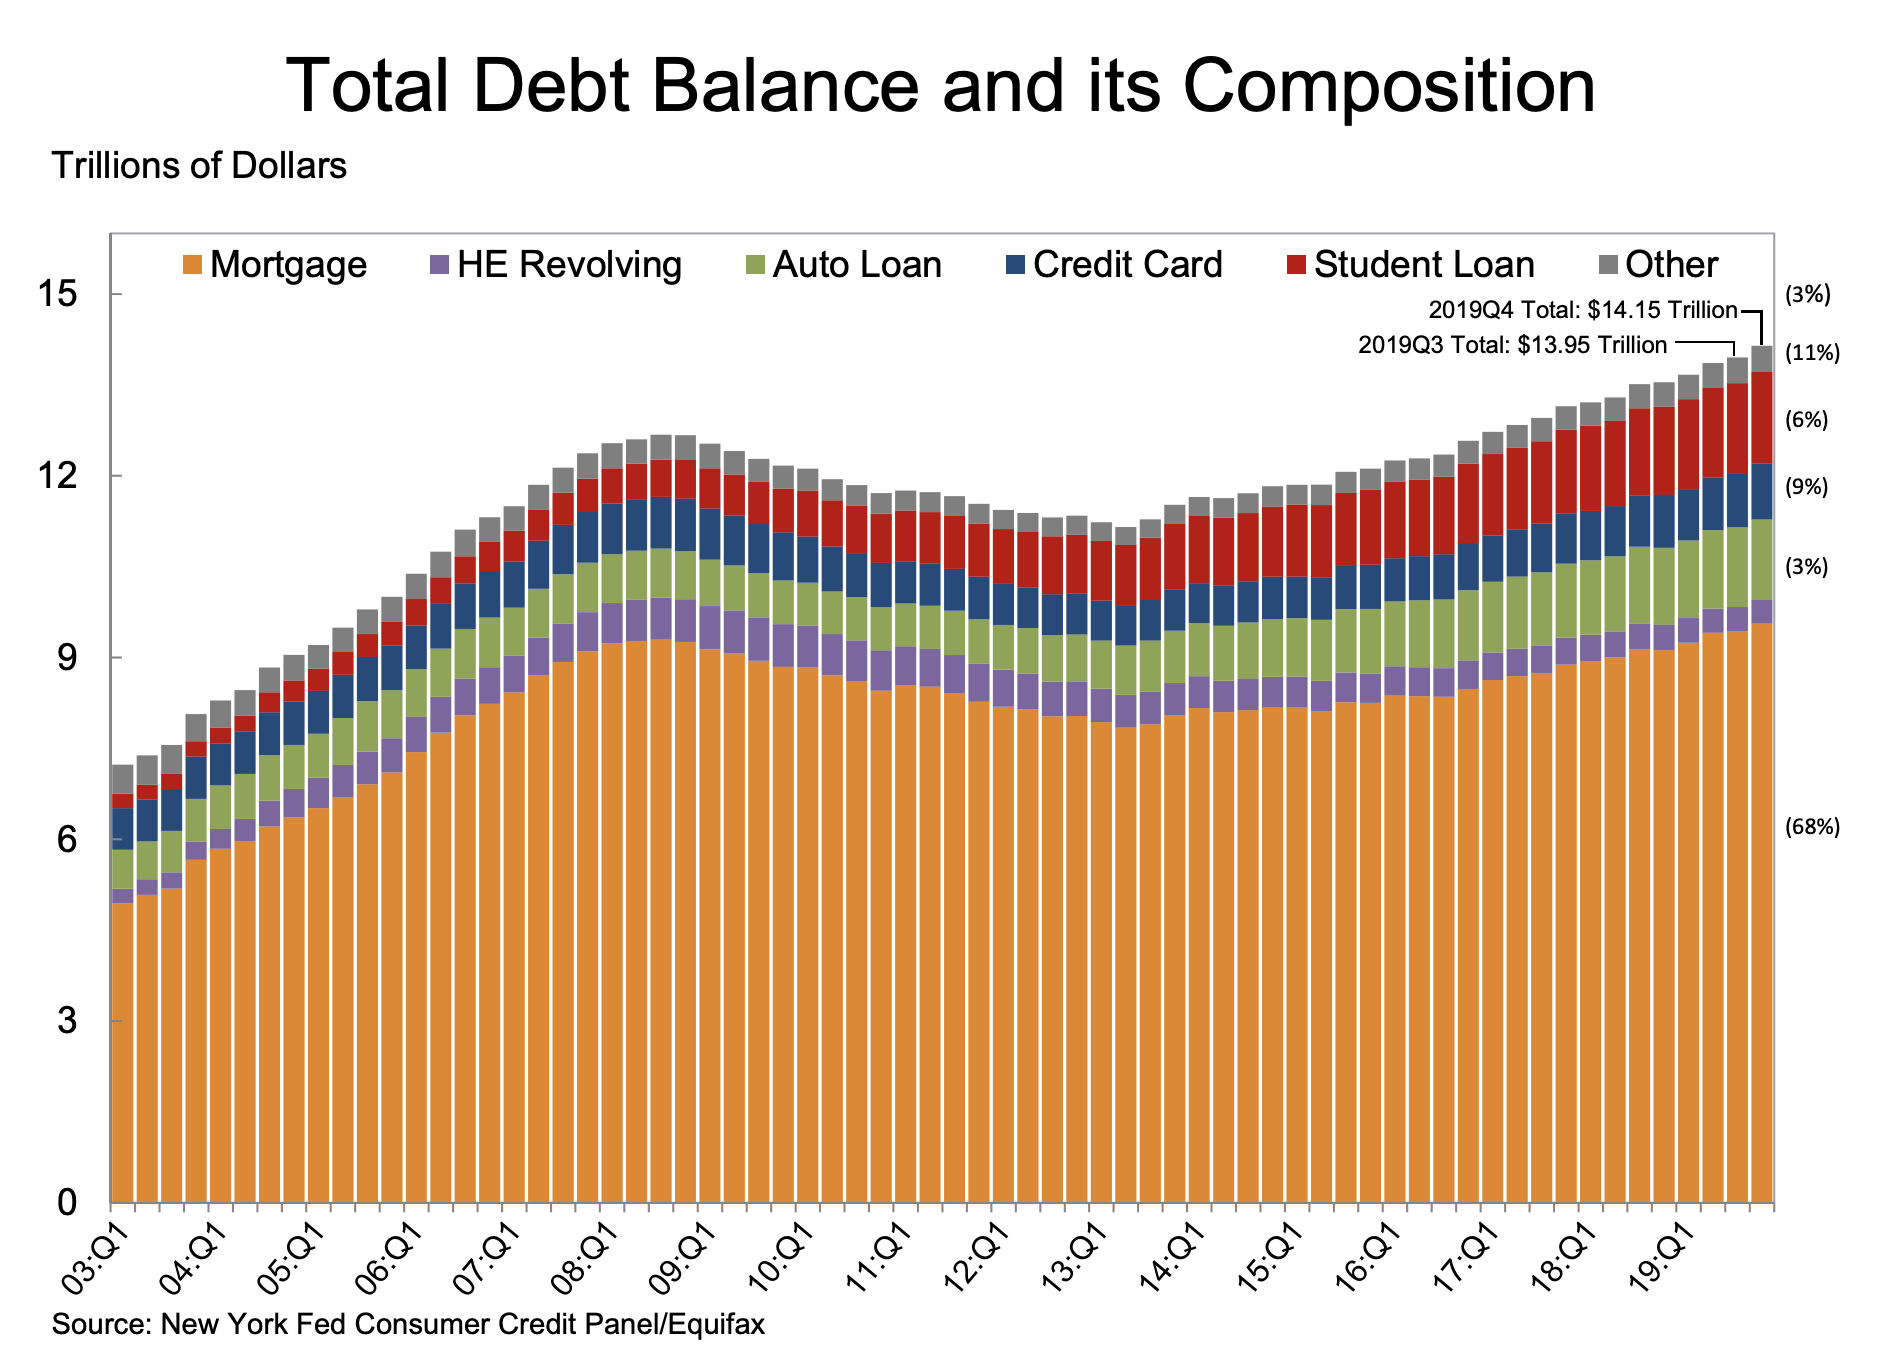 Total Debt Balance and its Composition
Trillions of Dollars
Mortgage HE Revolving Auto Loan Credit Card Student Loan Other
15
(3%)
2019Q4 Total: $14.15 Trillion
2019Q3 Total: $13.95 Trillion
(11%)
(6%)
12
(9%)
(3%)
9
(68%)
6
3
0
03:Q1 04:Q1 05:Q1 06:Q1 07:Q1 08:Q1 09:Q1 10:Q1 11:Q1 12:Q1 13:Q1 14:Q1 15:Q1 16:Q1 17:Q1 18:Q1 19:Q1
Source: New York Fed Consumer Credit Panel/Equifax